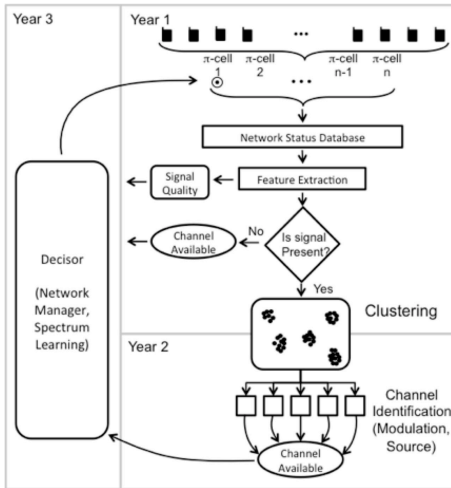 Year 3
Year 1
...
π-cell π-cell π-cell π-cell
1 2 ... n-1 n
Network Status Database
Signal
Quality
Feature Extraction
Channel
Available
No
Is signal
Present?
Yes
Decisor
(Network
Manager,
Spectrum
Learning)
Clustering
Year 2
Channel
Identification
(Modulation,
Source)
Channel
Available